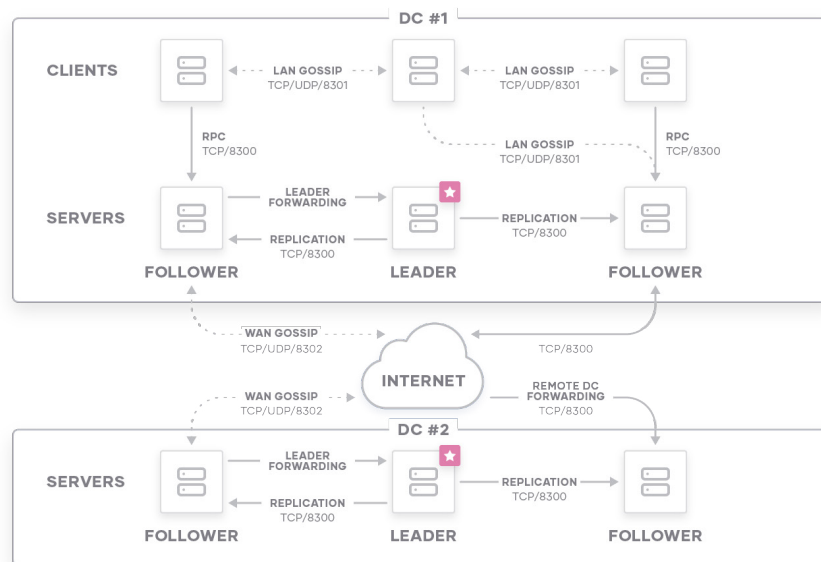 DC #1
CLIENTS
LAN GOSSIP
TCP/UDP/8301
LAN GOSSIP
TCP/UDP/8301
RPC
TCP/8300
LAN GOSSIP
TCP/UDP/8301
RPC
TCP/8300
SERVERS
LEADER
FORWARDING
REPLICATION
TCP/8300
REPLICATION
TCP/8300
FOLLOWER
LEADER
FOLLOWER
WAN GOSSIP
TCP/UDP/8302
TCP/8300
INTERNET
WAN GOSSIP
TCP/UDP/8302
REMOTE DC
FORWARDING
TCP/8300
DC #2
SERVERS
LEADER
FORWARDING
REPLICATION
TCP/8300
REPLICATION
TCP/8300
FOLLOWER
LEADER
FOLLOWER